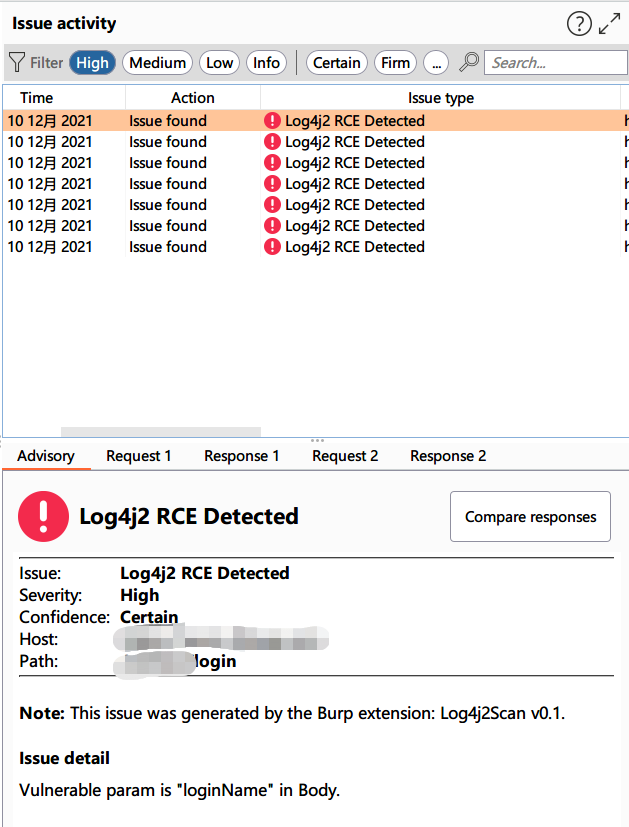 Issue activity
Filter High Medium Low Info Certain Firm ... Search...
Time Action Issue type
10 12月 2021 Issue found Log4j2 RCE Detected
10 12月 2021 Issue found Log4j2 RCE Detected
10 12月 2021 Issue found Log4j2 RCE Detected
10 12月 2021 Issue found Log4j2 RCE Detected
10 12月 2021 Issue found Log4j2 RCE Detected
10 12月 2021 Issue found Log4j2 RCE Detected
10 12月 2021 Issue found Log4j2 RCE Detected
Advisory Request 1 Response 1 Request 2 Response 2
Log4j2 RCE Detected Compare responses
Issue: Log4j2 RCE Detected
Severity: High
Confidence: Certain
Host:
Path: login
Note: This issue was generated by the Burp extension: Log4j2Scan v0.1.
Issue detail
Vulnerable param is "loginName" in Body.